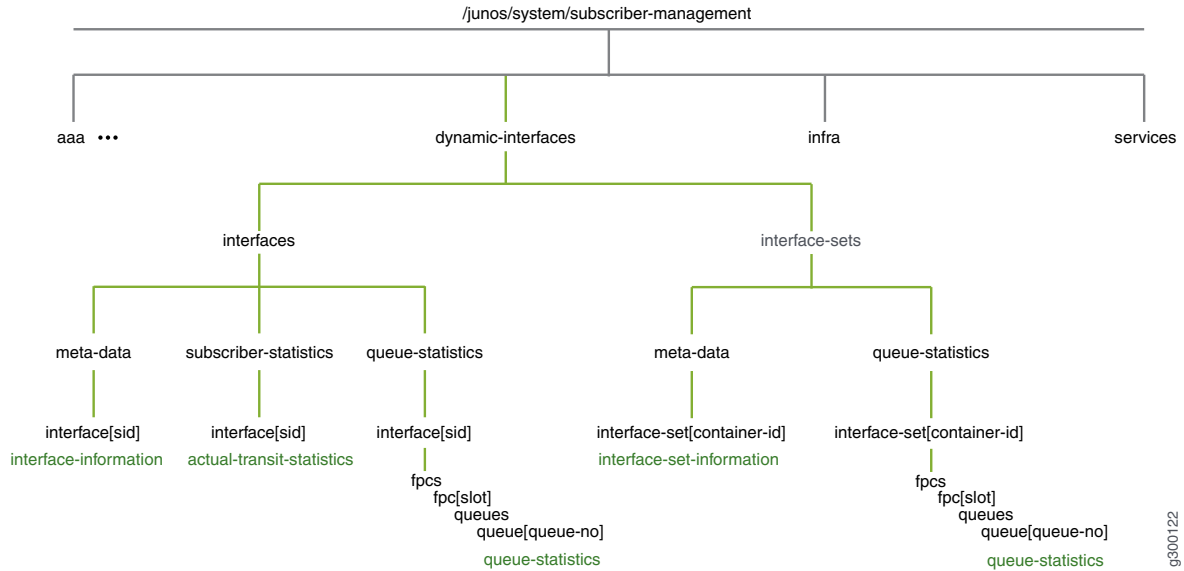 /junos/system/subscriber-management
aaa •••
dynamic-interfaces
infra
services
interfaces
interface-sets
meta-data
subscriber-statistics
queue-statistics
meta-data
queue-statistics
interface[sid]
interface-information
interface[sid]
actual-transit-statistics
interface[sid]
fpcs
fpc[slot]
queues
queue[queue-no]
queue-statistics
interface-set[container-id]
interface-set-information
interface-set[container-id]
fpcs
fpc[slot]
queues
queue[queue-no]
queue-statistics
g300122